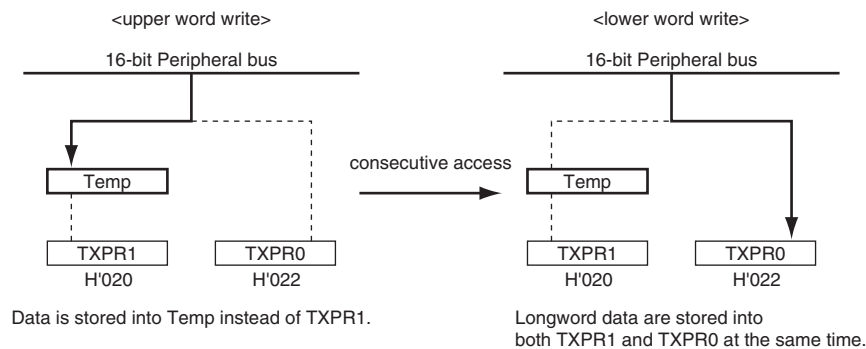 <upper word write>
16-bit Peripheral bus
Temp
TXPR1
TXPR0
H'020
H'022
Data is stored into Temp instead of TXPR1.
consecutive access
<lower word write>
16-bit Peripheral bus
Temp
TXPR1
TXPR0
H'020
H'022
Longword data are stored into
both TXPR1 and TXPR0 at the same time.